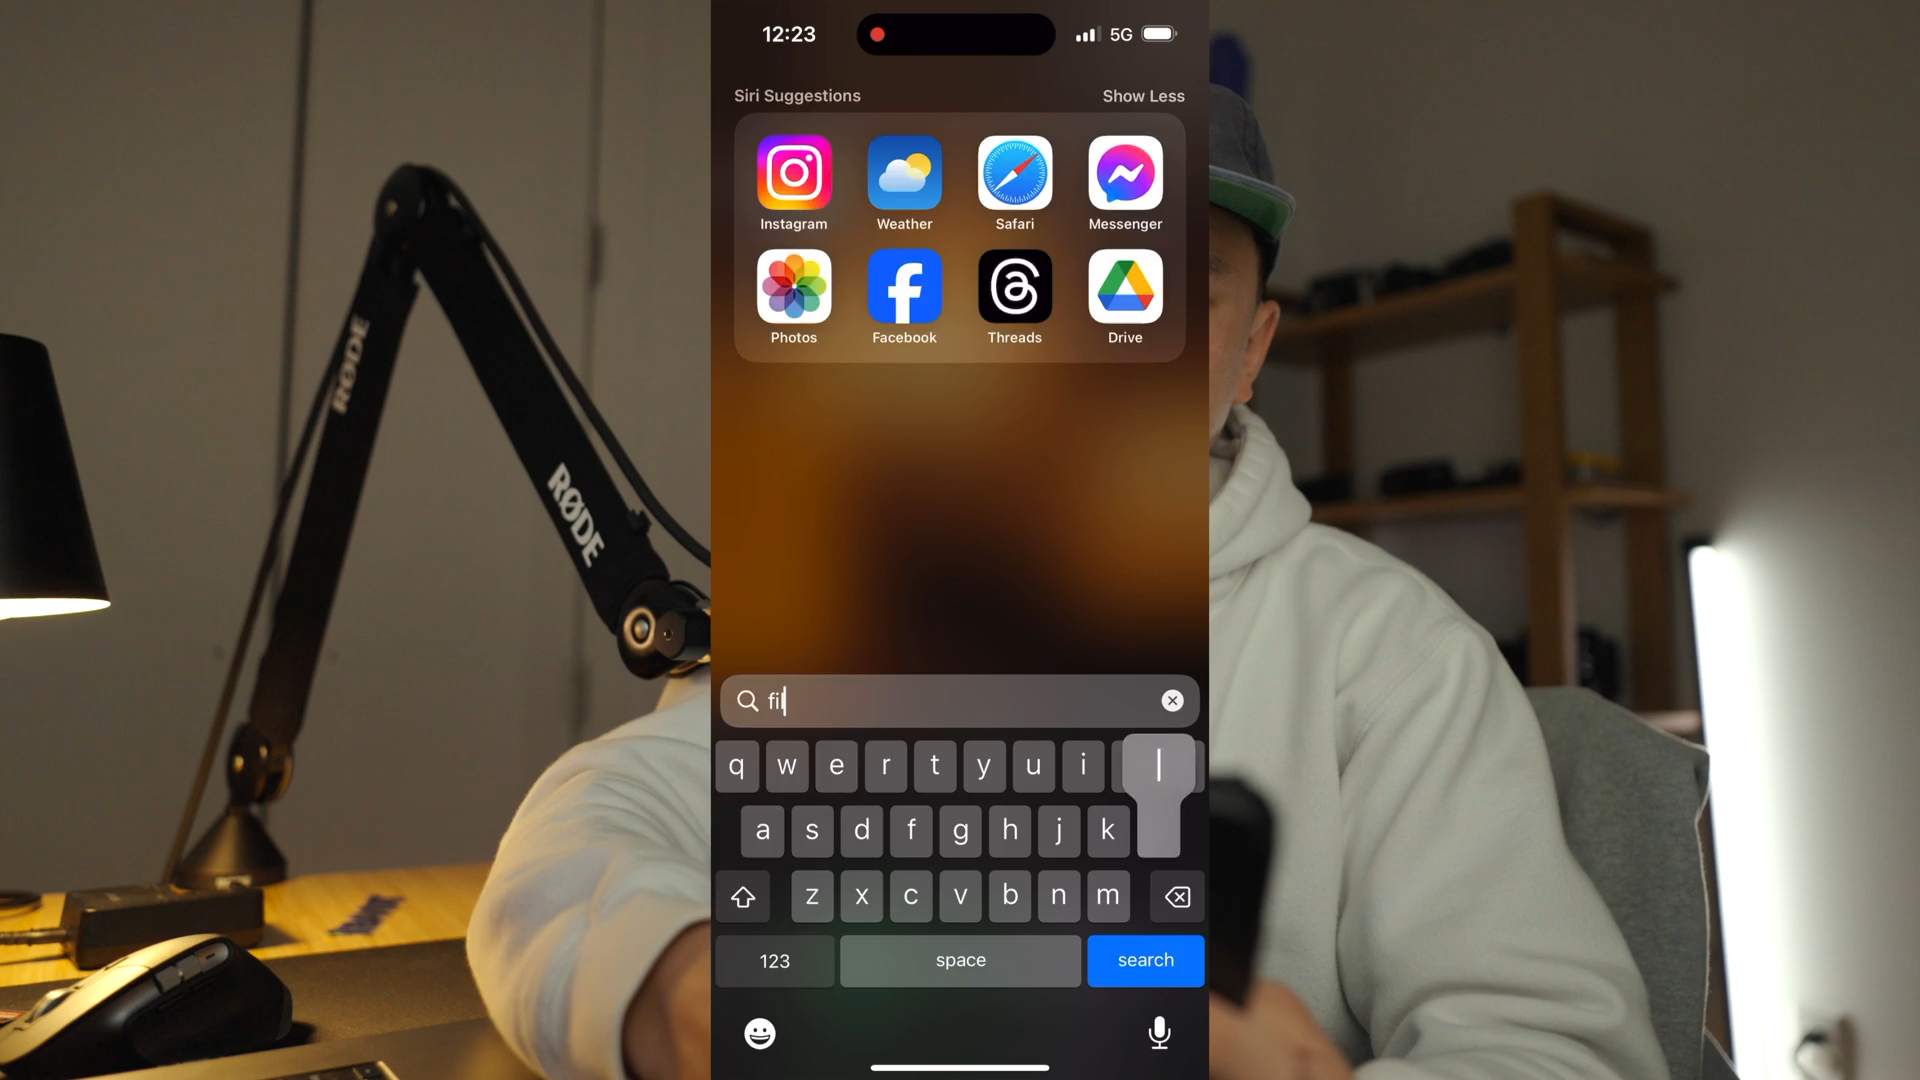 12:23
5G
Siri Suggestions
Show Less
Instagram
Weather
Safari
Messenger
Photos
Facebook
Threads
Drive
RØDE
RØDE
fil
q w e r t y u i l
a s d f g h j k
z x c v b n m
123
space
search